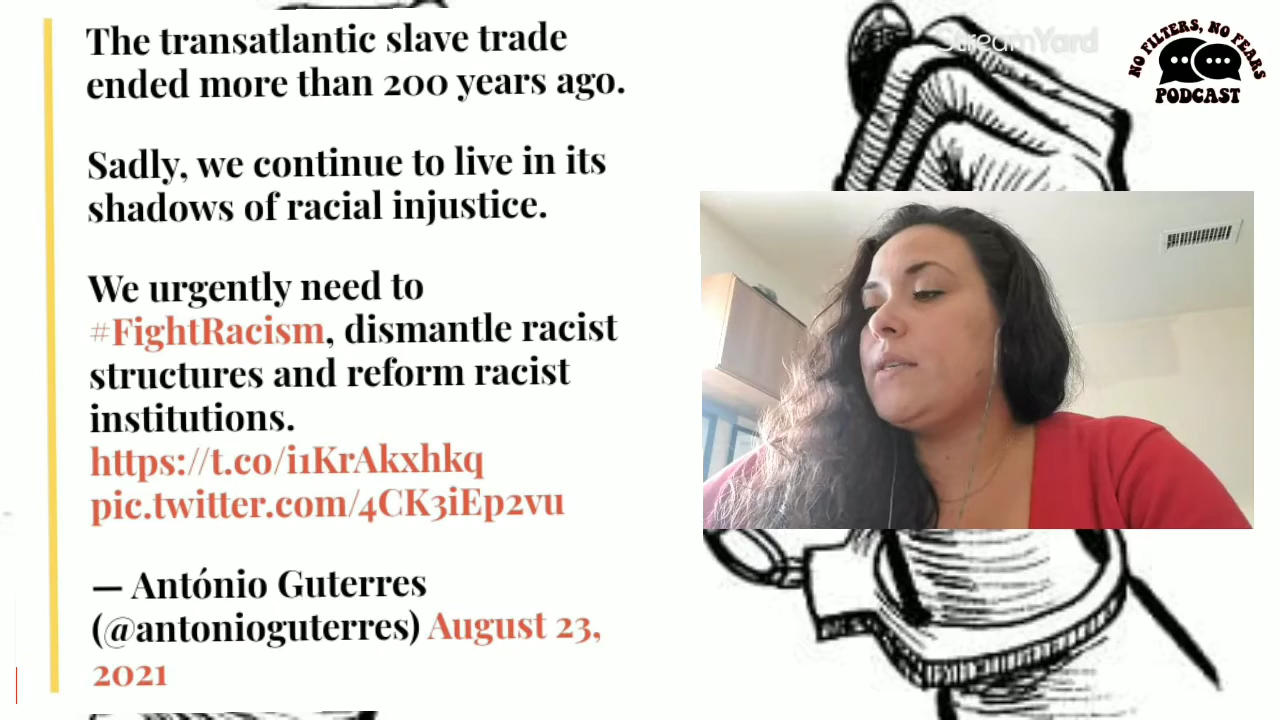 The transatlantic slave trade
ended more than 200 years ago.
Sadly, we continue to live in its
shadows of racial injustice.
We urgently need to
#FightRacism, dismantle racist
structures and reform racist
institutions.
https://t.co/i1KrAkxhkq
pic.twitter.com/4CK3iEp2vu
— António Guterres
(@antonioguterres) August 23,
2021
StreamYard
NO FILTERS, NO FEARS
PODCAST